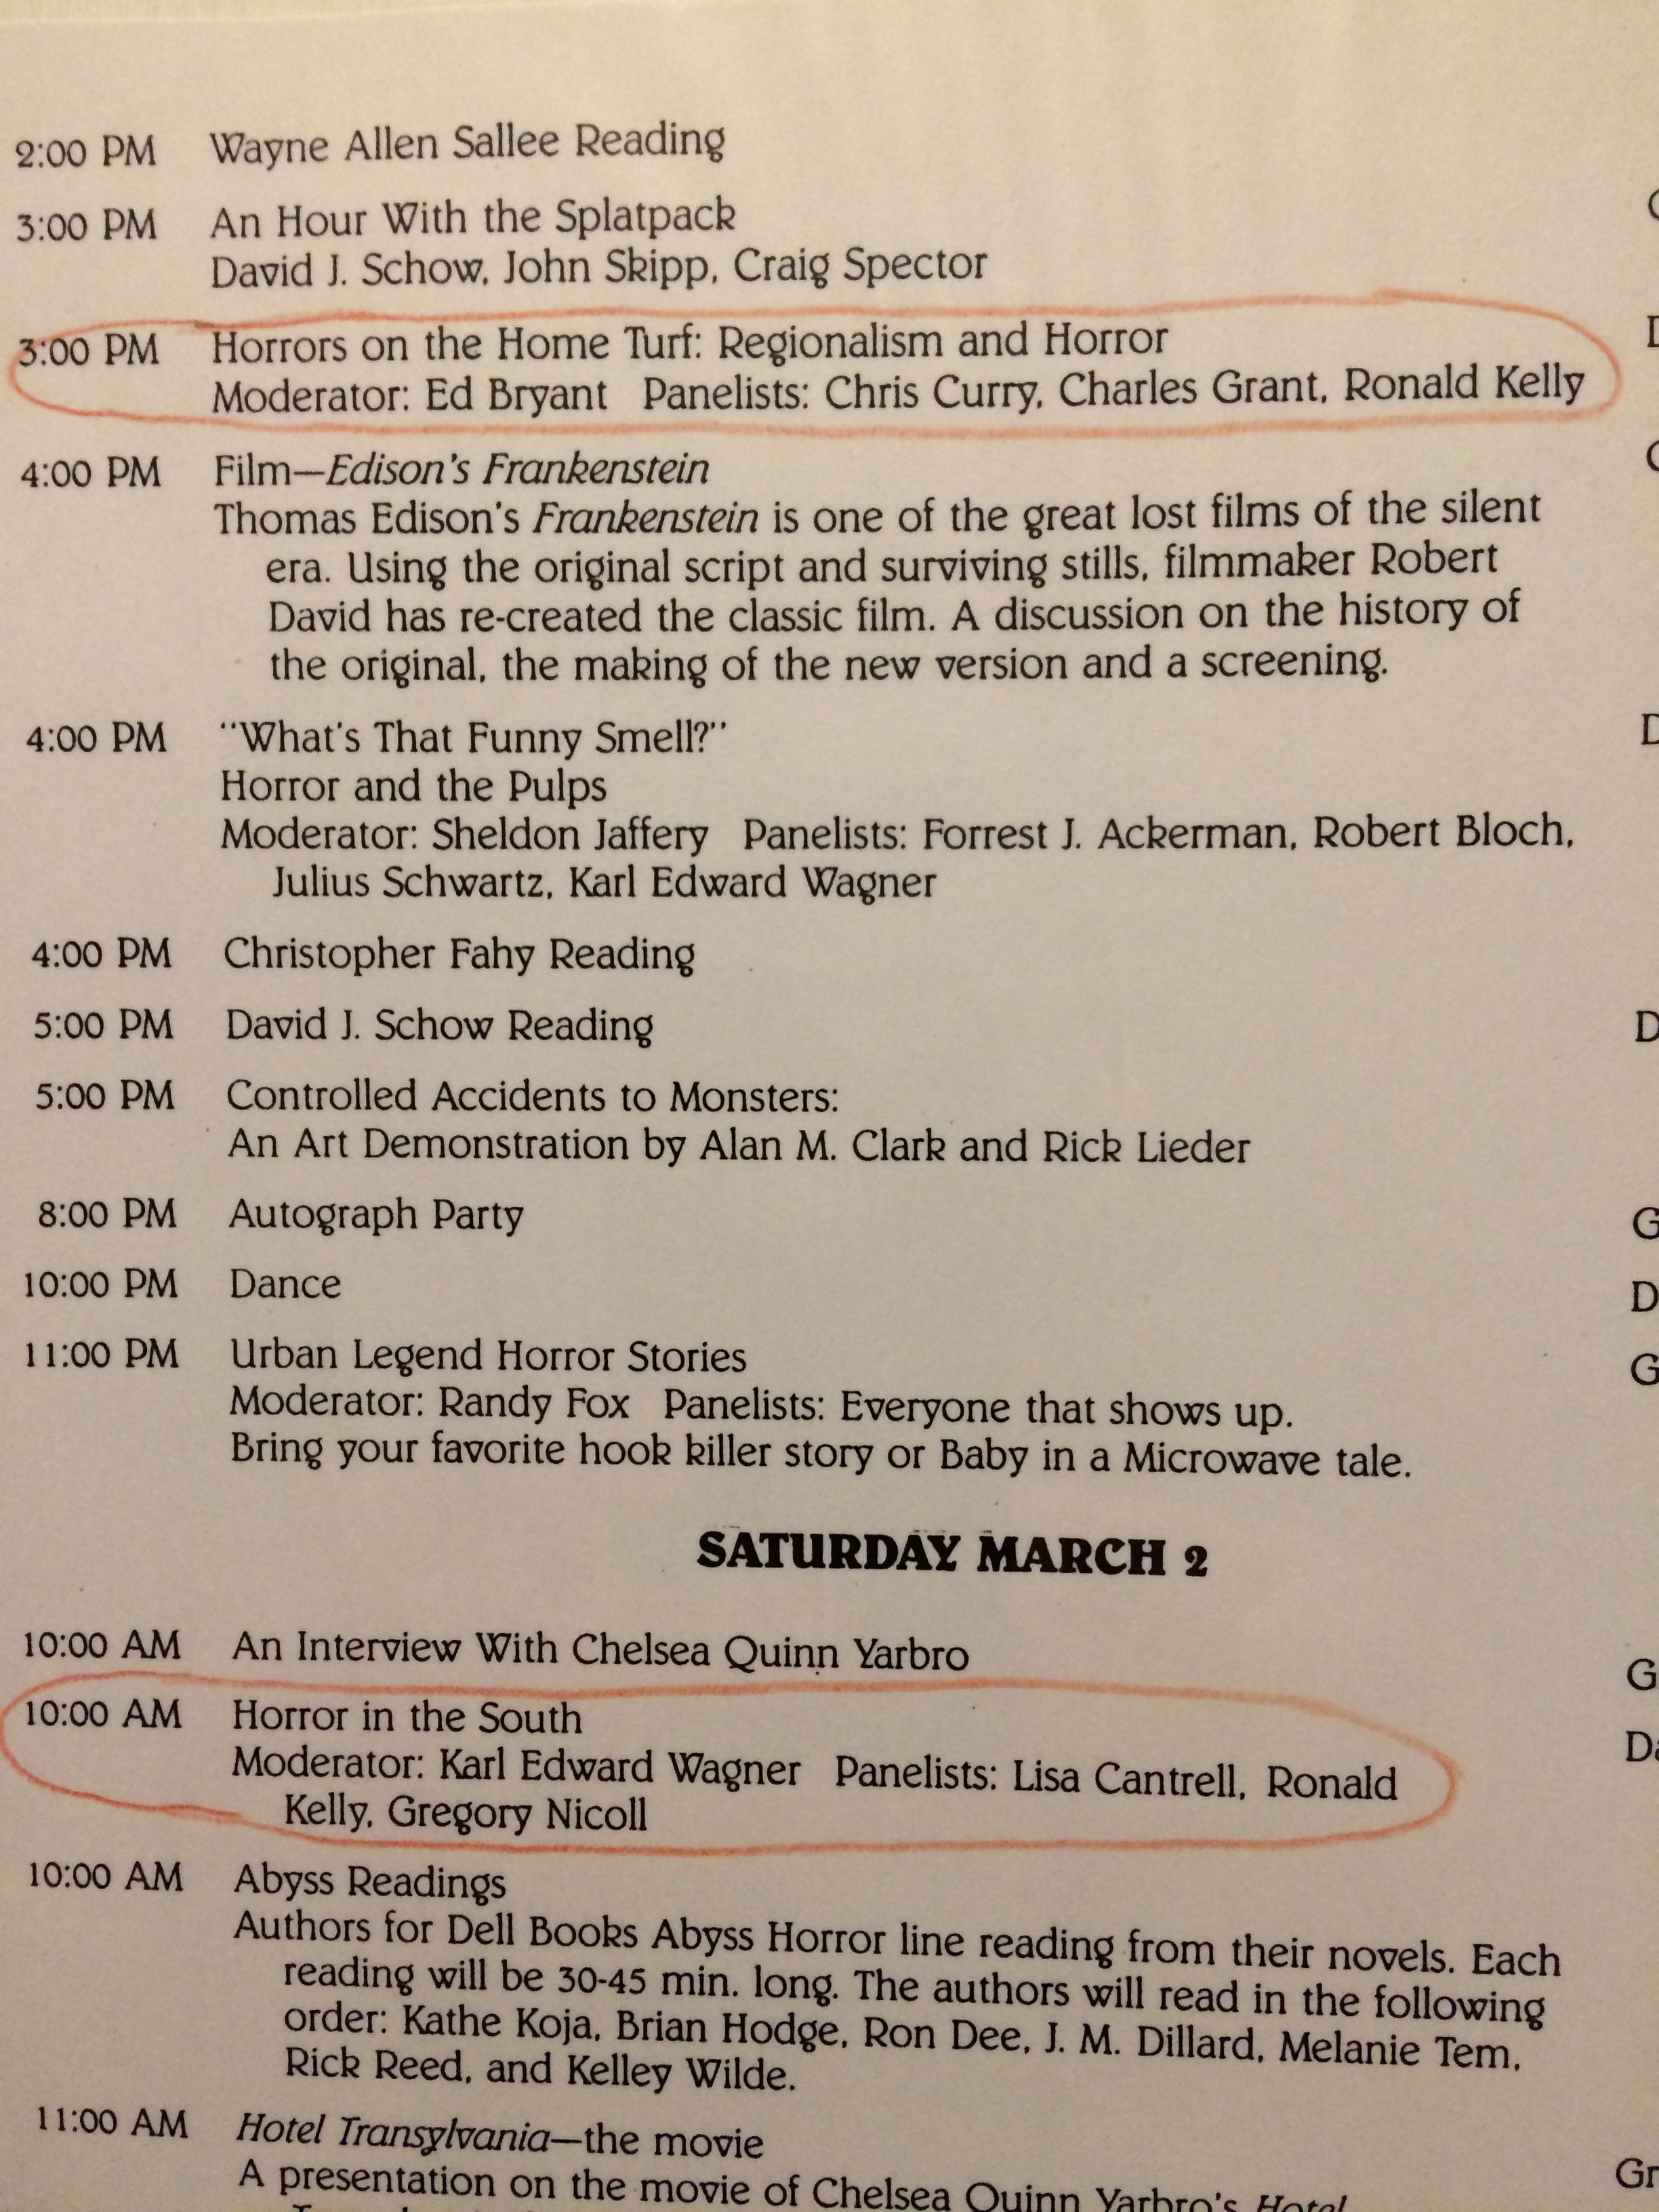 2:00 PM Wayne Allen Sallee Reading
3:00 PM An Hour With the Splatpack
David J. Schow, John Skipp, Craig Spector
3:00 PM Horrors on the Home Turf: Regionalism and Horror
Moderator: Ed Bryant Panelists: Chris Curry, Charles Grant, Ronald Kelly
4:00 PM Film—Edison's Frankenstein
Thomas Edison's Frankenstein is one of the great lost films of the silent
era. Using the original script and surviving stills, filmmaker Robert
David has re-created the classic film. A discussion on the history of
the original, the making of the new version and a screening.
4:00 PM "What's That Funny Smell?"
Horror and the Pulps
Moderator: Sheldon Jaffery Panelists: Forrest J. Ackerman, Robert Bloch,
Julius Schwartz, Karl Edward Wagner
4:00 PM Christopher Fahy Reading
5:00 PM David J. Schow Reading
5:00 PM Controlled Accidents to Monsters:
An Art Demonstration by Alan M. Clark and Rick Lieder
8:00 PM Autograph Party
10:00 PM Dance
11:00 PM Urban Legend Horror Stories
Moderator: Randy Fox Panelists: Everyone that shows up.
Bring your favorite hook killer story or Baby in a Microwave tale.
SATURDAY MARCH 2
10:00 AM An Interview With Chelsea Quinn Yarbro
10:00 AM Horror in the South
Moderator: Karl Edward Wagner Panelists: Lisa Cantrell, Ronald
Kelly, Gregory Nicoll
10:00 AM Abyss Readings
Authors for Dell Books Abyss Horror line reading from their novels. Each
reading will be 30-45 min. long. The authors will read in the following
order: Kathe Koja, Brian Hodge, Ron Dee, J. M. Dillard, Melanie Tem,
Rick Reed, and Kelley Wilde.
11:00 AM Hotel Transylvania—the movie
A presentation on the movie of Chelsea Quinn Yarbro's Hotel